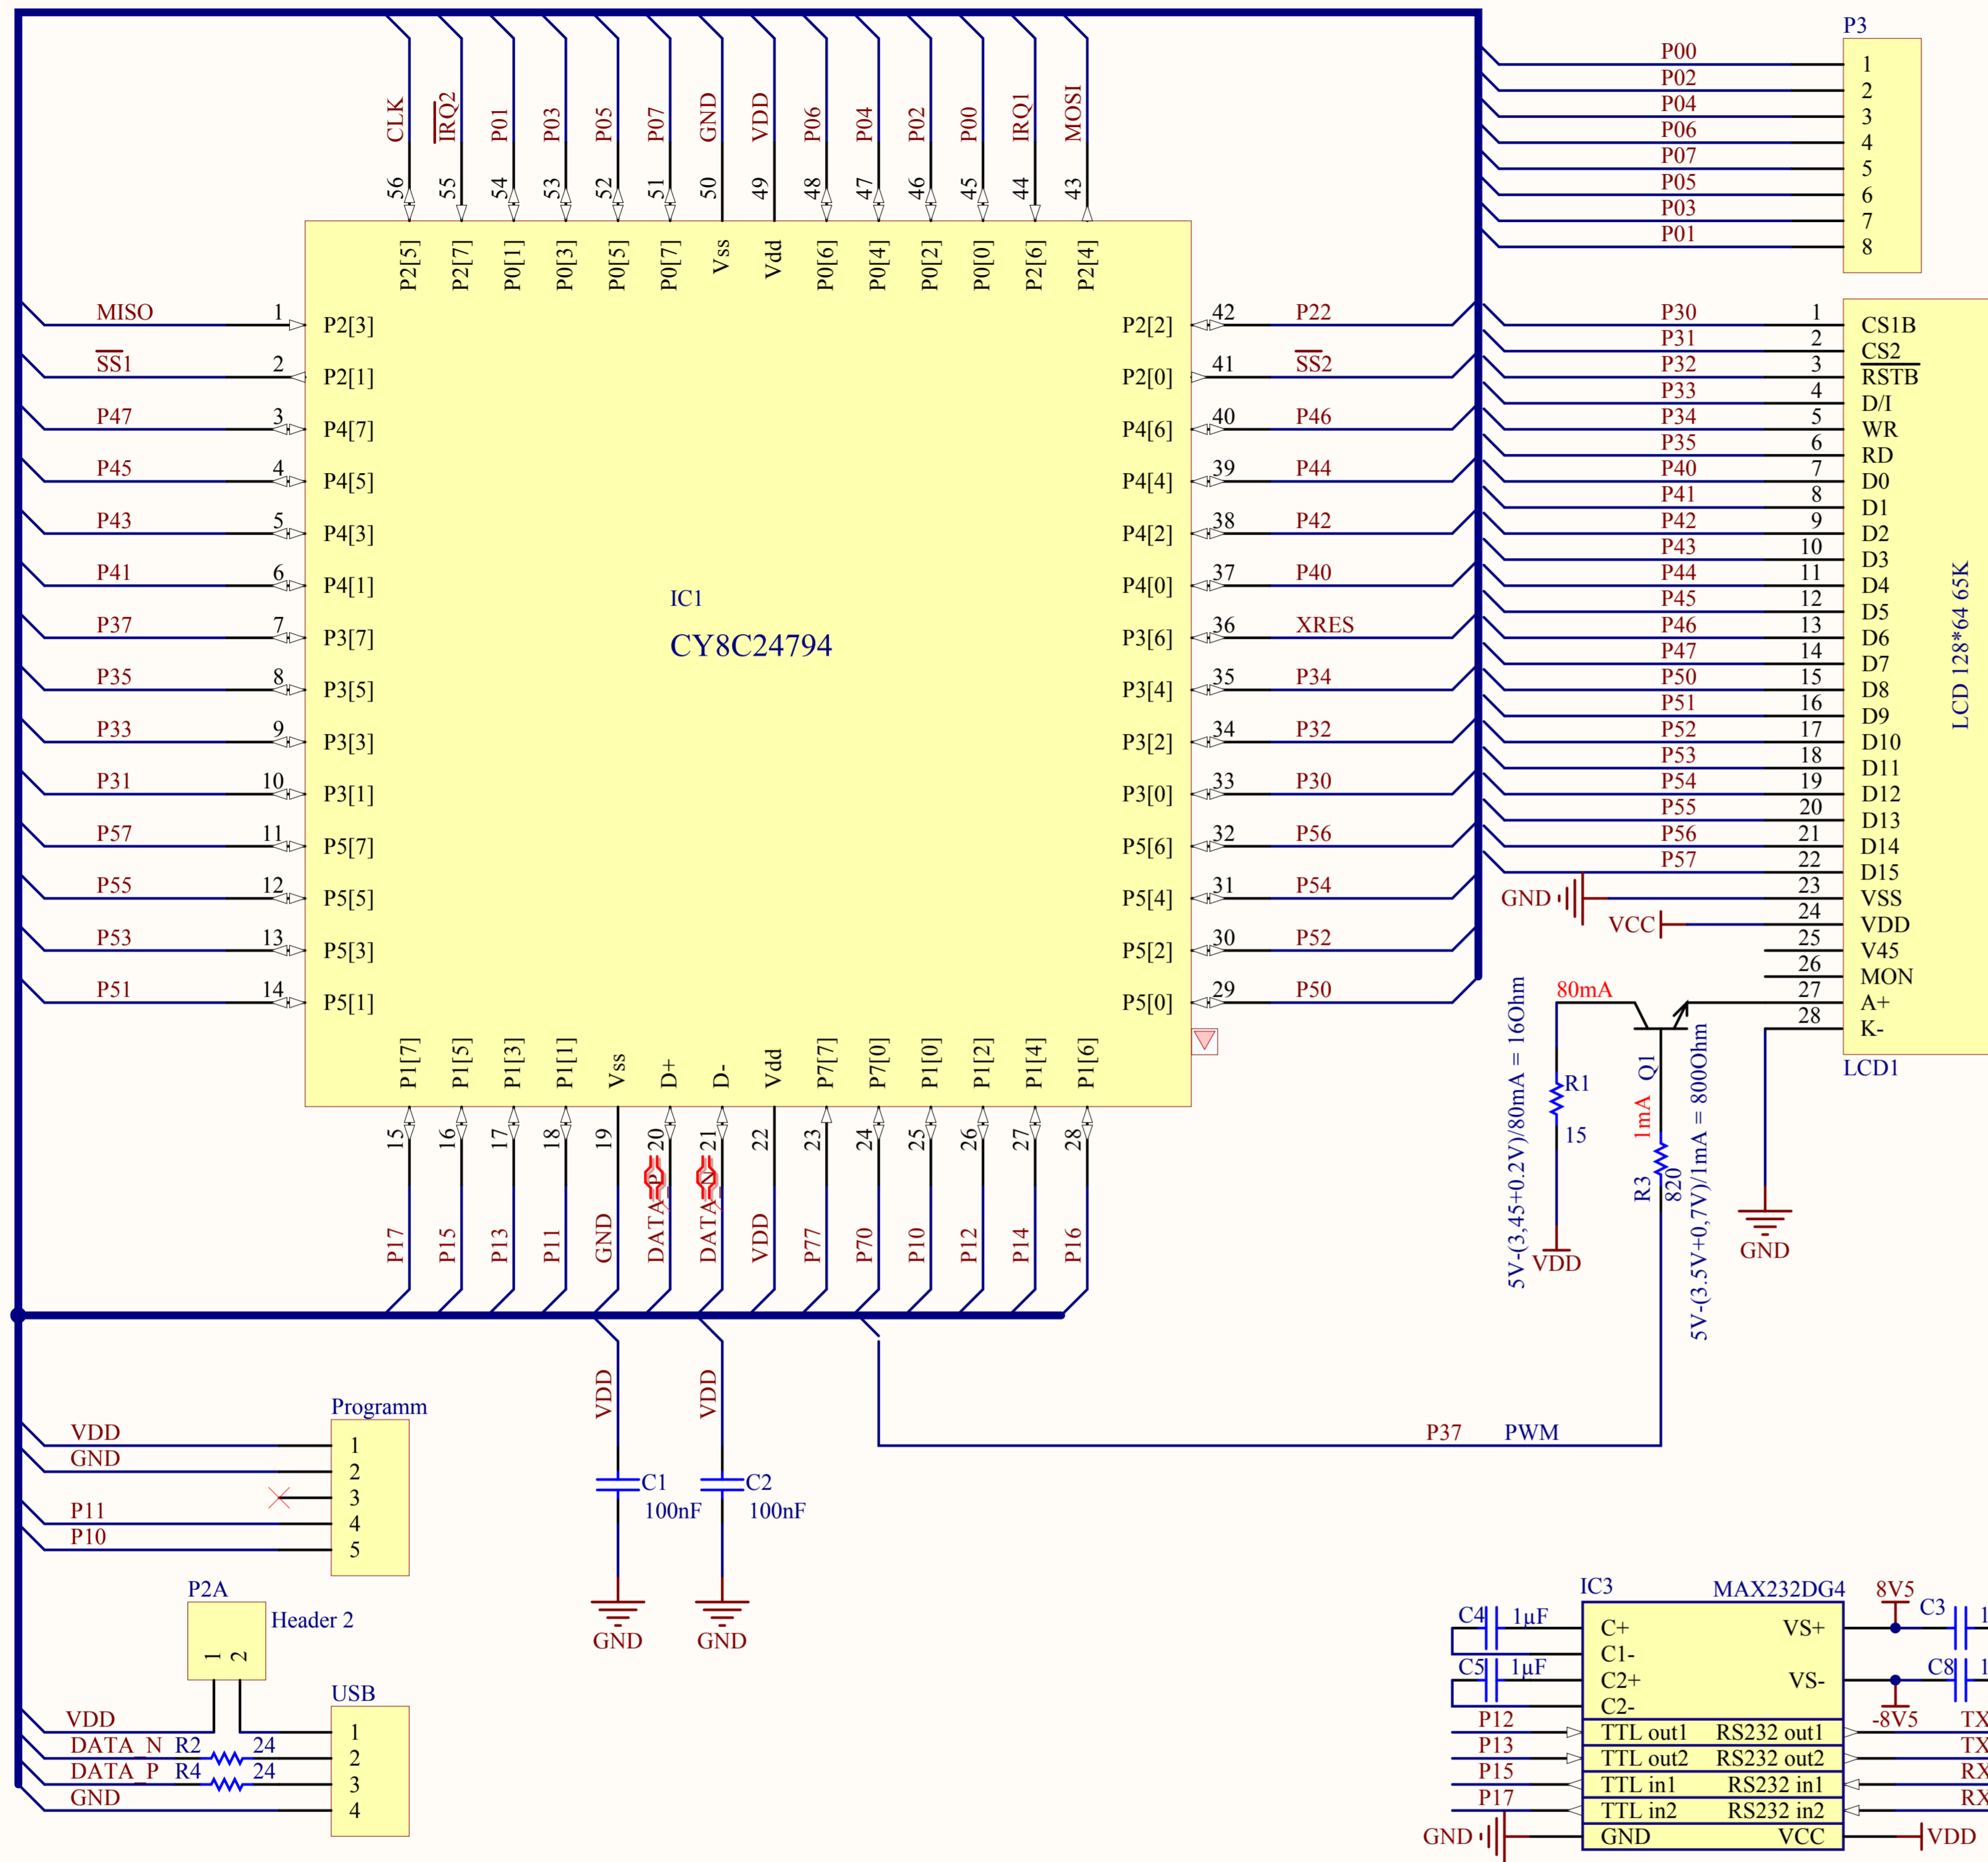 CLK
IRQ2
P01
P03
P05
P07
GND
VDD
P06
P04
P02
P00
IRQ1
MOSI
56
55
54
53
52
51
50
49
48
47
46
45
44
43
P2[5]
P2[7]
P0[1]
P0[3]
P0[5]
P0[7]
Vss
Vdd
P0[6]
P0[4]
P0[2]
P0[0]
P2[6]
P2[4]
MISO 1 P2[3]
SS1 2 P2[1]
P47 3 P4[7]
P45 4 P4[5]
P43 5 P4[3]
P41 6 P4[1]
P37 7 P3[7]
P35 8 P3[5]
P33 9 P3[3]
P31 10 P3[1]
P57 11 P5[7]
P55 12 P5[5]
P53 13 P5[3]
P51 14 P5[1]
IC1
CY8C24794
P2[2] 42 P22
P2[0] 41 SS2
P4[6] 40 P46
P4[4] 39 P44
P4[2] 38 P42
P4[0] 37 P40
P3[6] 36 XRES
P3[4] 35 P34
P3[2] 34 P32
P3[0] 33 P30
P5[6] 32 P56
P5[4] 31 P54
P5[2] 30 P52
P5[0] 29 P50
P1[7]
P1[5]
P1[3]
P1[1]
Vss
D+
D-
Vdd
P7[7]
P7[0]
P1[0]
P1[2]
P1[4]
P1[6]
15
16
17
18
19
20
21
22
23
24
25
26
27
28
P17
P15
P13
P11
GND
DATA_P
DATA_N
VDD
P77
P70
P10
P12
P14
P16
P3
P00 1
P02 2
P04 3
P06 4
P07 5
P05 6
P03 7
P01 8
P30 1 CS1B
P31 2 CS2
P32 3 RSTB
P33 4 D/I
P34 5 WR
P35 6 RD
P40 7 D0
P41 8 D1
P42 9 D2
P43 10 D3
P44 11 D4
P45 12 D5
P46 13 D6
P47 14 D7
P50 15 D8
P51 16 D9
P52 17 D10
P53 18 D11
P54 19 D12
P55 20 D13
P56 21 D14
P57 22 D15
GND 23 VSS
VCC 24 VDD
25 V45
26 MON
27 A+
28 K-
LCD 128*64 65K
LCD1
80mA
5V-(3,45+0.2V)/80mA = 16Ohm
R1
15
VDD
Q1
1mA
R3
820
5V-(3.5V+0,7V)/1mA = 800Ohm
GND
P37 PWM
VDD
VDD
C1
100nF
C2
100nF
GND
GND
Programm
VDD 1
GND 2
3
P11 4
P10 5
P2A
Header 2
1
2
USB
VDD 1
DATA_N R2 24 2
DATA_P R4 24 3
GND 4
IC3 MAX232DG4
8V5
C3 1
C4 1µF C+ VS+
C1-
C5 1µF C2+ VS- C8 1
C2-
-8V5
P12 TTL out1 RS232 out1 TX
P13 TTL out2 RS232 out2 TX
P15 TTL in1 RS232 in1 RX
P17 TTL in2 RS232 in2 RX
GND GND VCC VDD